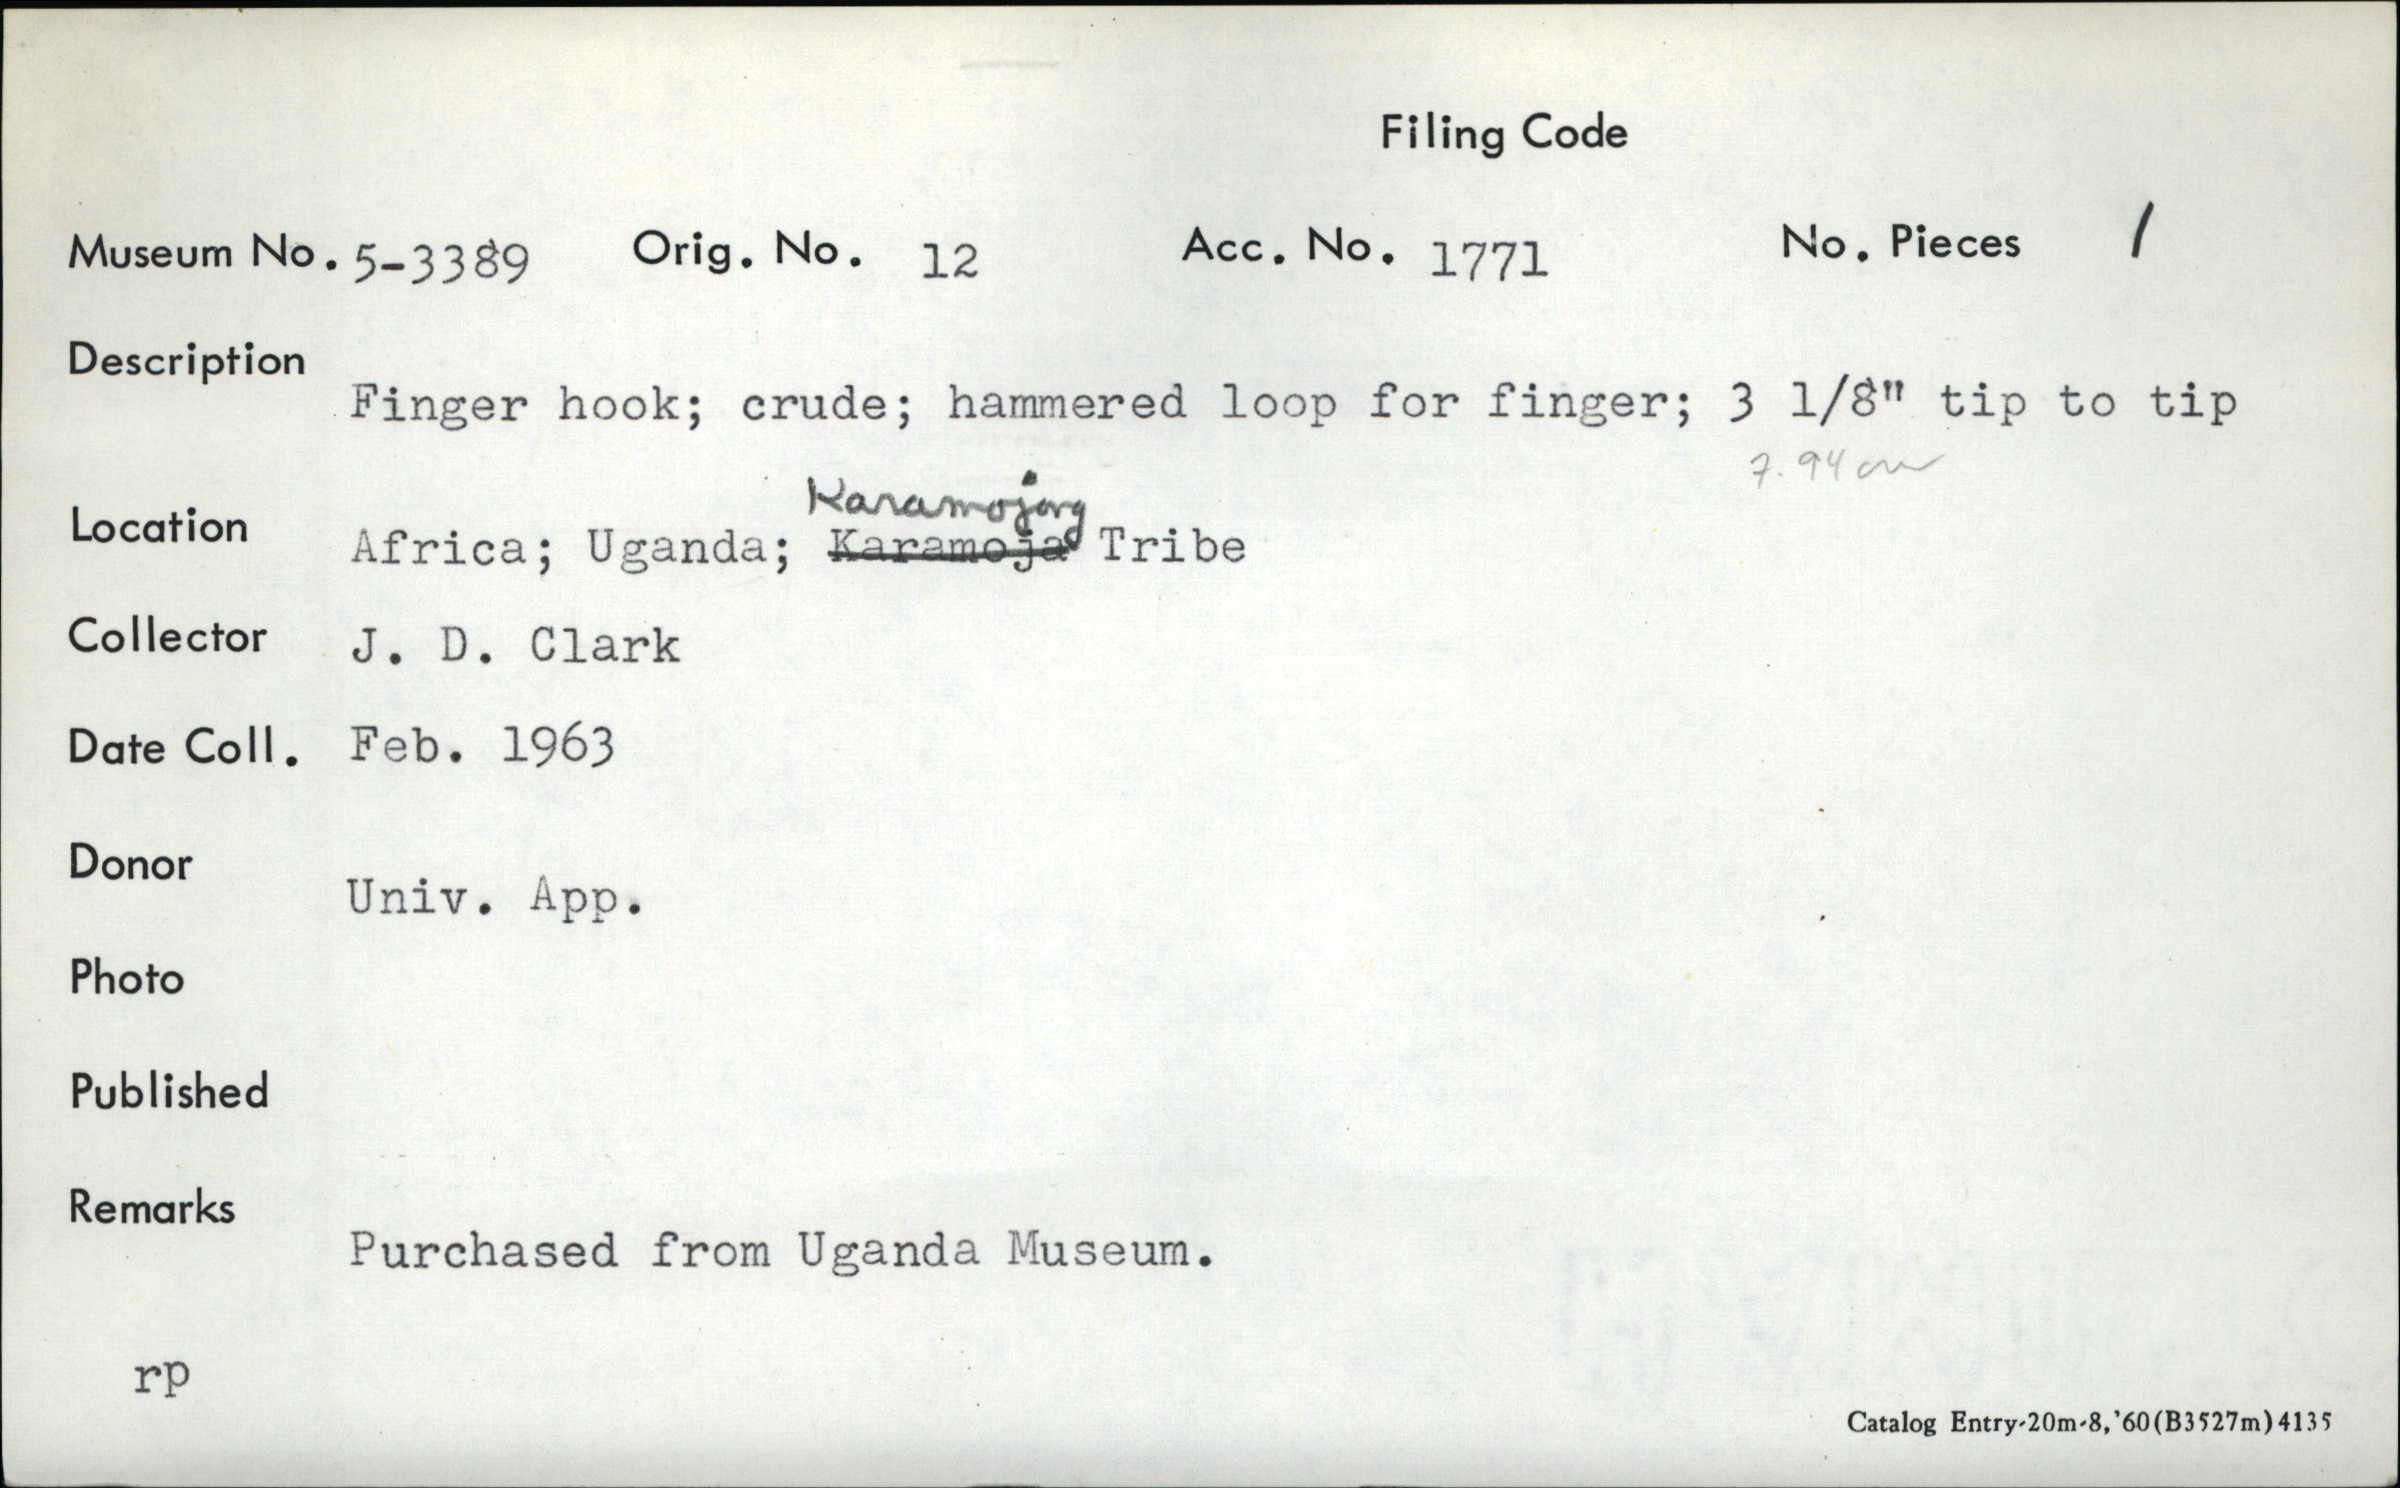 Filing Code
Museum No. 5-3389 Orig. No. 12 Acc. No. 1771 No. Pieces 1
Description
Finger hook; crude; hammered loop for finger; 3 1/8" tip to tip
7.94 cm
Karamojong
Location Africa; Uganda; Karamoja Tribe
Collector J. D. Clark
Date Coll. Feb. 1963
Donor
Univ. App.
Photo
Published
Remarks
Purchased from Uganda Museum.
rp
Catalog Entry-20m-8,'60(B3527m)4135